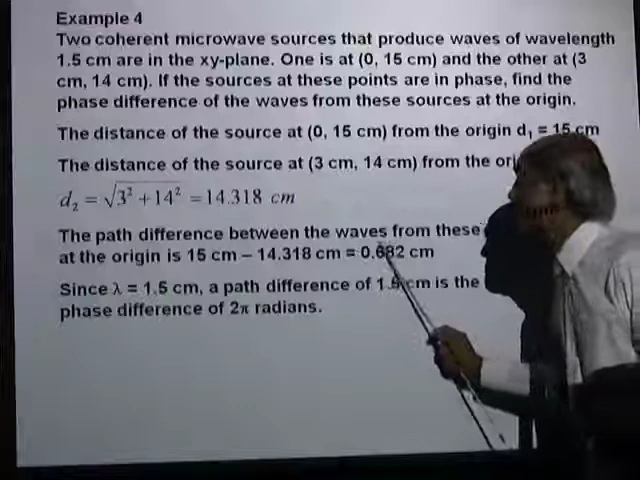 Example 4
Two coherent microwave sources that produce waves of wavelength
1.5 cm are in the xy-plane. One is at (0, 15 cm) and the other at (3
cm, 14 cm). If the sources at these points are in phase, find the
phase difference of the waves from these sources at the origin.
The distance of the source at (0, 15 cm) from the origin d₁ = 15 cm
The distance of the source at (3 cm, 14 cm) from the
d₂ = √3² + 14² = 14.318 cm
The path difference between the waves from these
at the origin is 15 cm – 14.318 cm = 0.682 cm
Since λ = 1.5 cm, a path difference of 1.5 cm is the
phase difference of 2π radians.